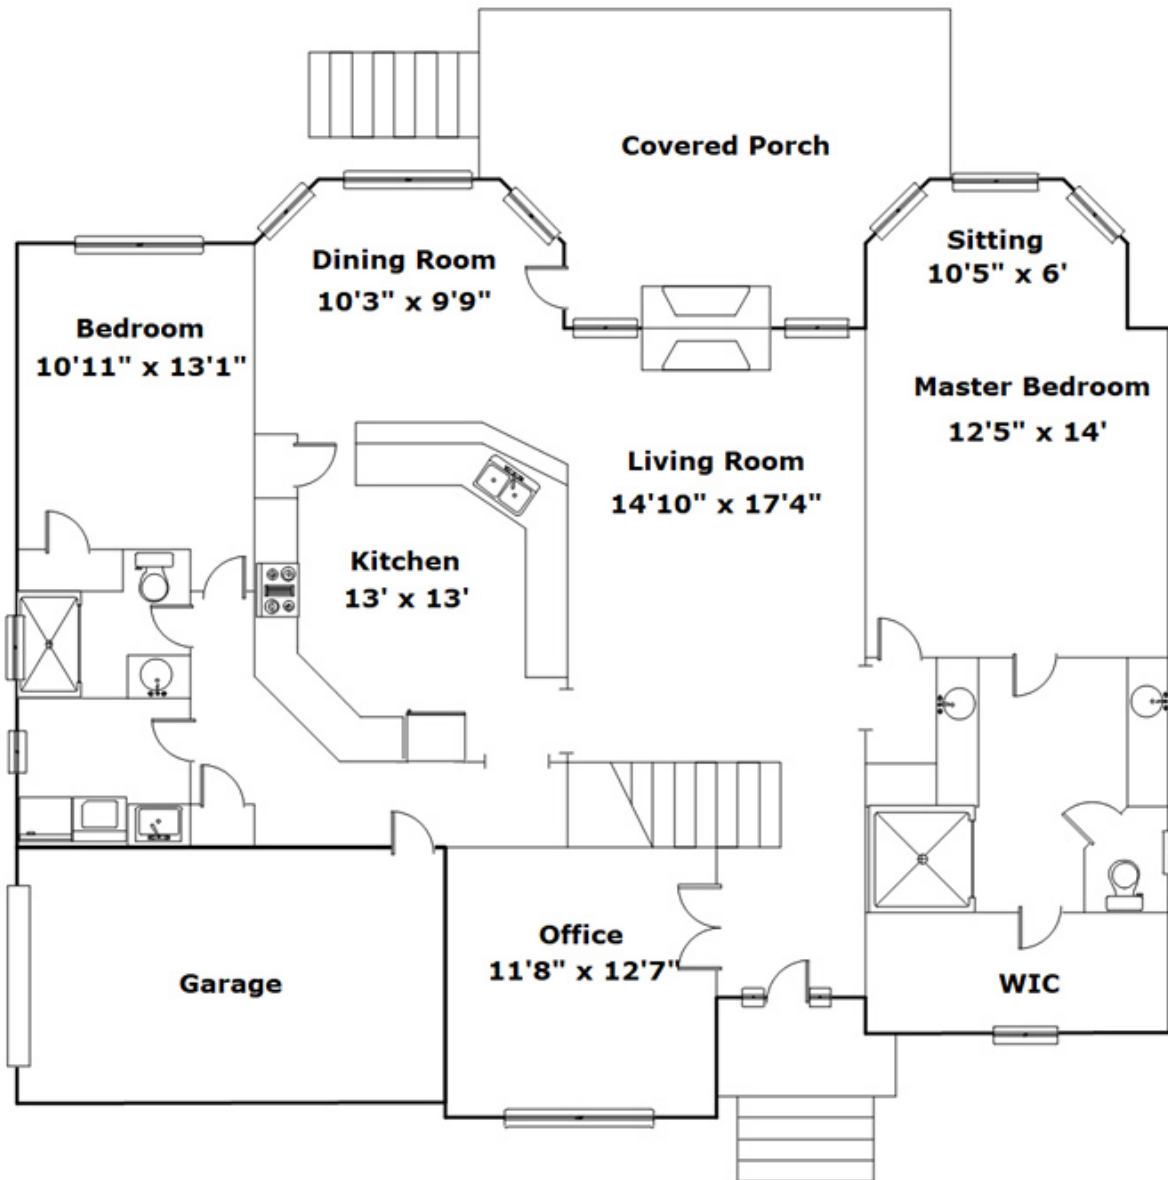 Covered Porch
Dining Room
10'3" x 9'9"
Sitting
10'5" x 6'
Bedroom
10'11" x 13'1"
Master Bedroom
12'5" x 14'
Living Room
14'10" x 17'4"
Kitchen
13' x 13'
Office
11'8" x 12'7"
Garage
WIC